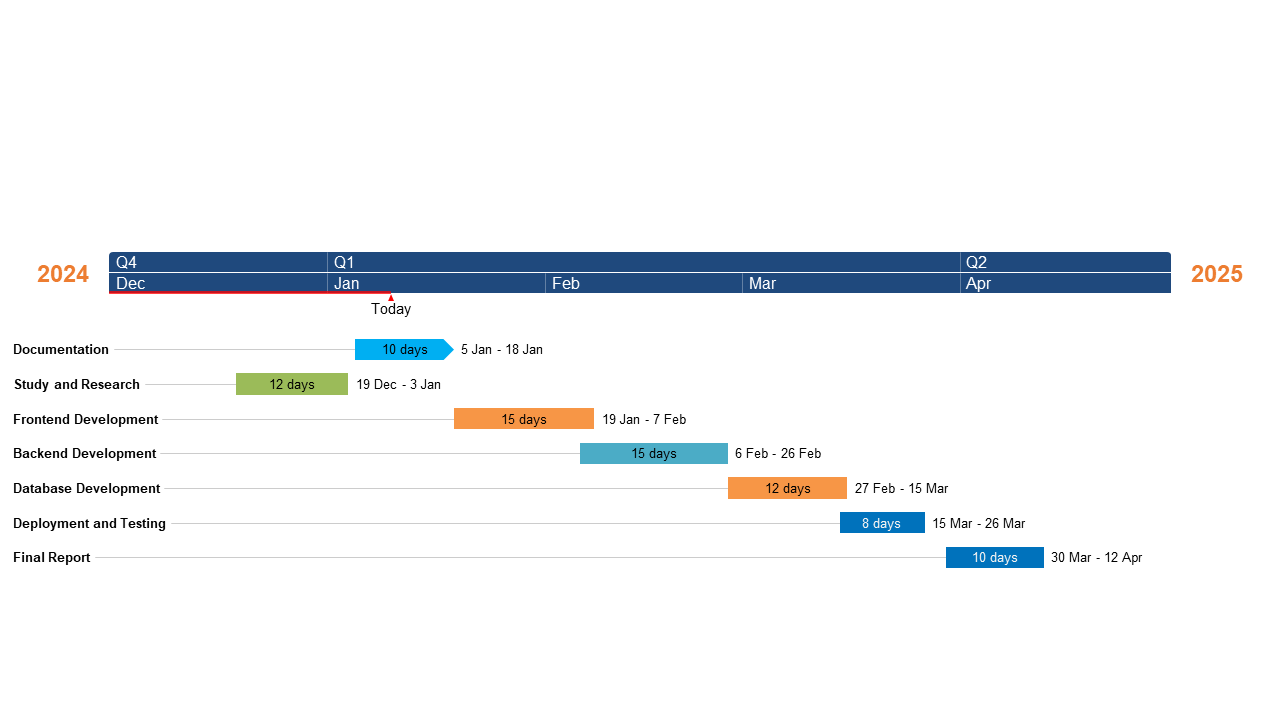 Q4 Q1 Q2
2024 2025
Dec Jan Feb Mar Apr
Today
Documentation 10 days 5 Jan - 18 Jan
Study and Research 12 days 19 Dec - 3 Jan
Frontend Development 15 days 19 Jan - 7 Feb
Backend Development 15 days 6 Feb - 26 Feb
Database Development 12 days 27 Feb - 15 Mar
Deployment and Testing 8 days 15 Mar - 26 Mar
Final Report 10 days 30 Mar - 12 Apr